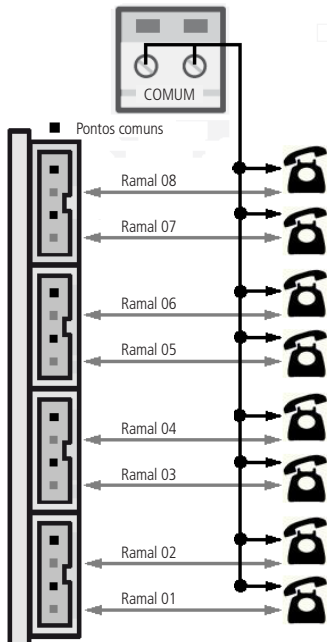 COMUM
Pontos comuns
Ramal 08
Ramal 07
Ramal 06
Ramal 05
Ramal 04
Ramal 03
Ramal 02
Ramal 01